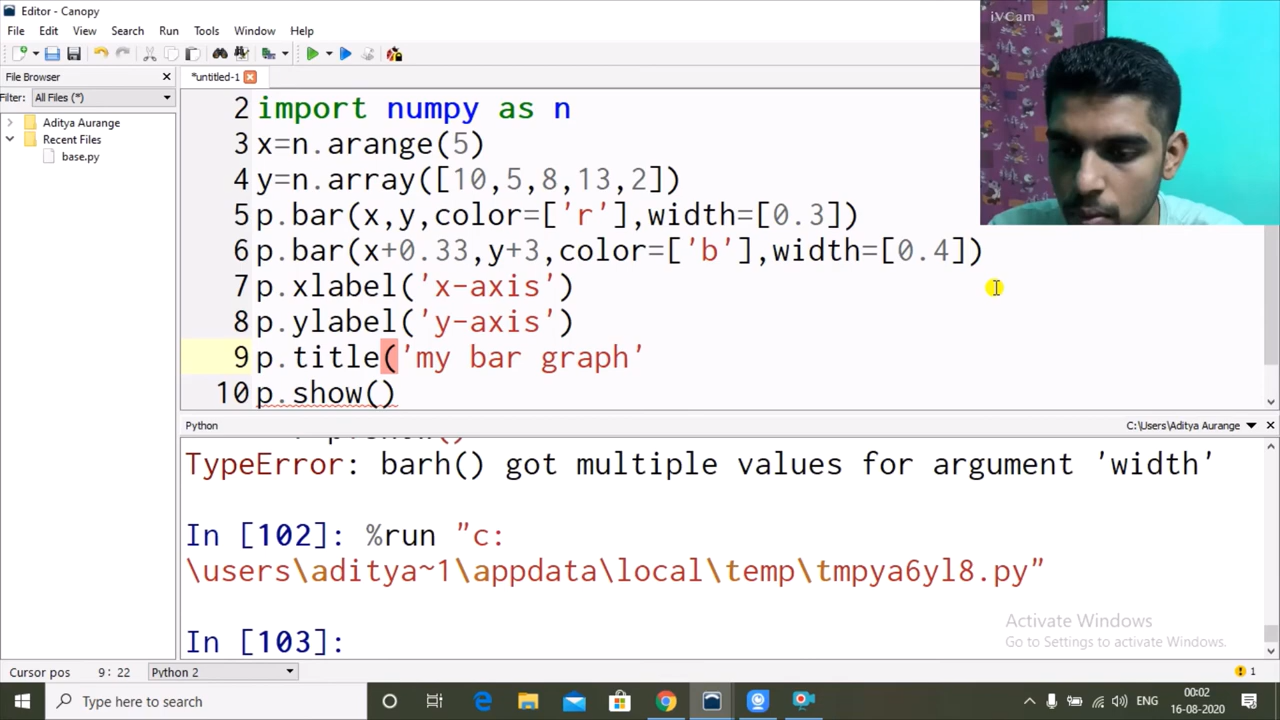 Editor - Canopy
iVCam
File Edit View Search Run Tools Window Help
File Browser
*untitled-1
Filter: All Files (*)
Aditya Aurange
Recent Files
base.py
2 import numpy as n
3 x=n.arange(5)
4 y=n.array([10,5,8,13,2])
5 p.bar(x,y,color=['r'],width=[0.3])
6 p.bar(x+0.33,y+3,color=['b'],width=[0.4])
7 p.xlabel('x-axis')
8 p.ylabel('y-axis')
9 p.title('my bar graph'
10 p.show()
Python C:\Users\Aditya Aurange
TypeError: barh() got multiple values for argument 'width'
In [102]: %run "c:
\users\aditya~1\appdata\local\temp\tmpya6yl8.py"
In [103]:
Activate Windows
Go to Settings to activate Windows.
Cursor pos 9: 22 Python 2 1
Type here to search
ENG
00:02
16-08-2020